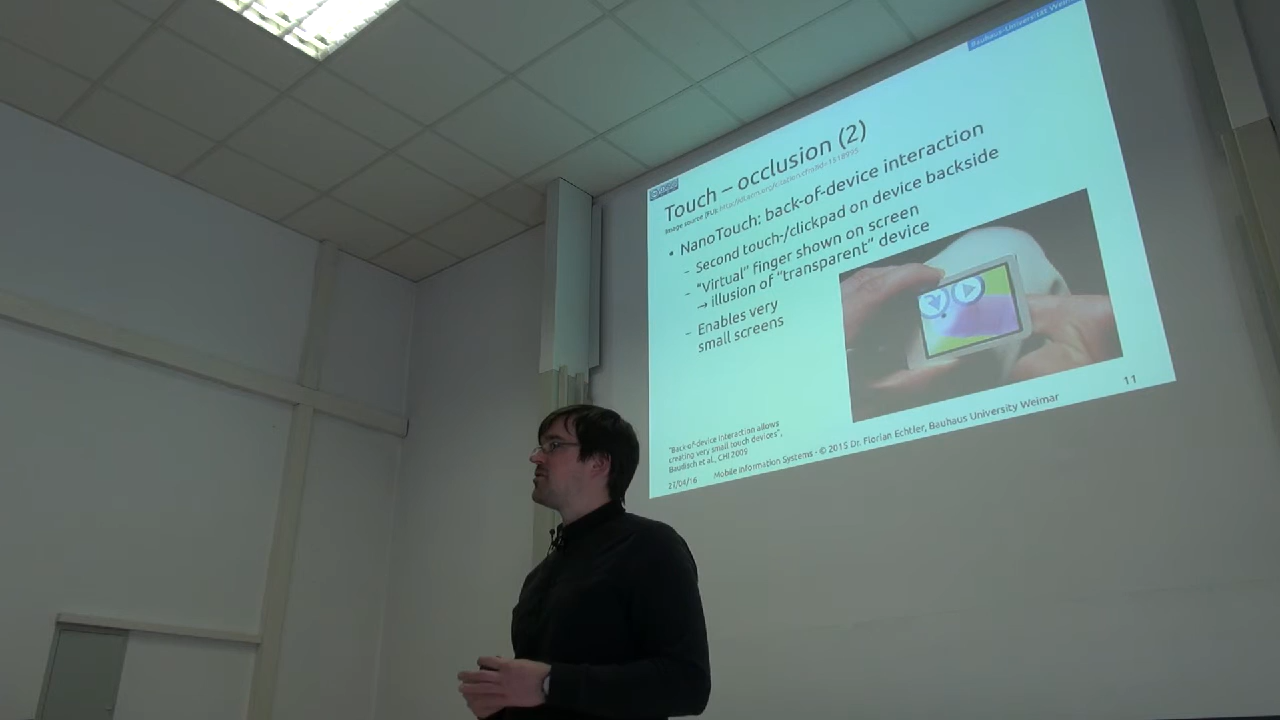 Bauhaus-Universität Weimar
Touch – occlusion (2)
Image source (FU):
• NanoTouch: back-of-device interaction
– Second touch-/clickpad on device backside
– "Virtual" finger shown on screen
→ illusion of "transparent" device
– Enables very
small screens
"Back-of-device interaction allows
creating very small touch devices",
Baudisch et al., CHI 2009
27/04/16
Mobile Information Systems - © 2015 Dr. Florian Echtler, Bauhaus University Weimar
11